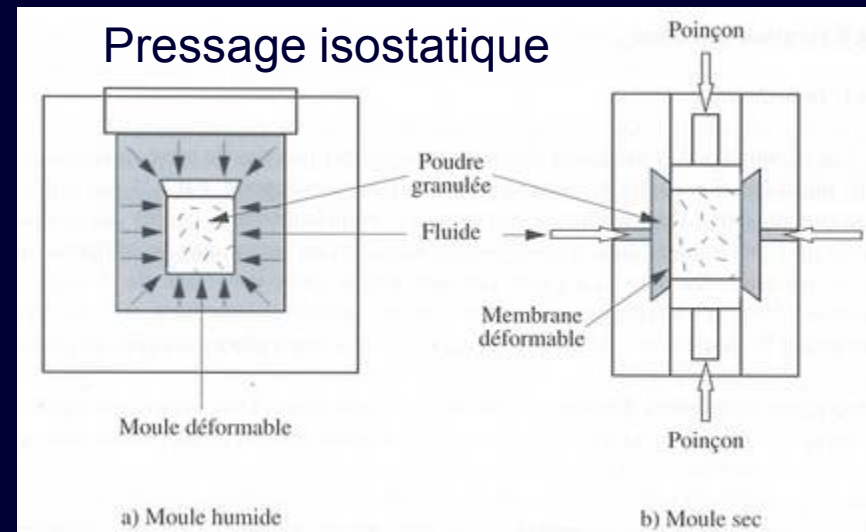 Pressage isostatique
Poinçon
Poudre
granulée
Fluide
Membrane
déformable
Moule déformable
Poinçon
a) Moule humide
b) Moule sec